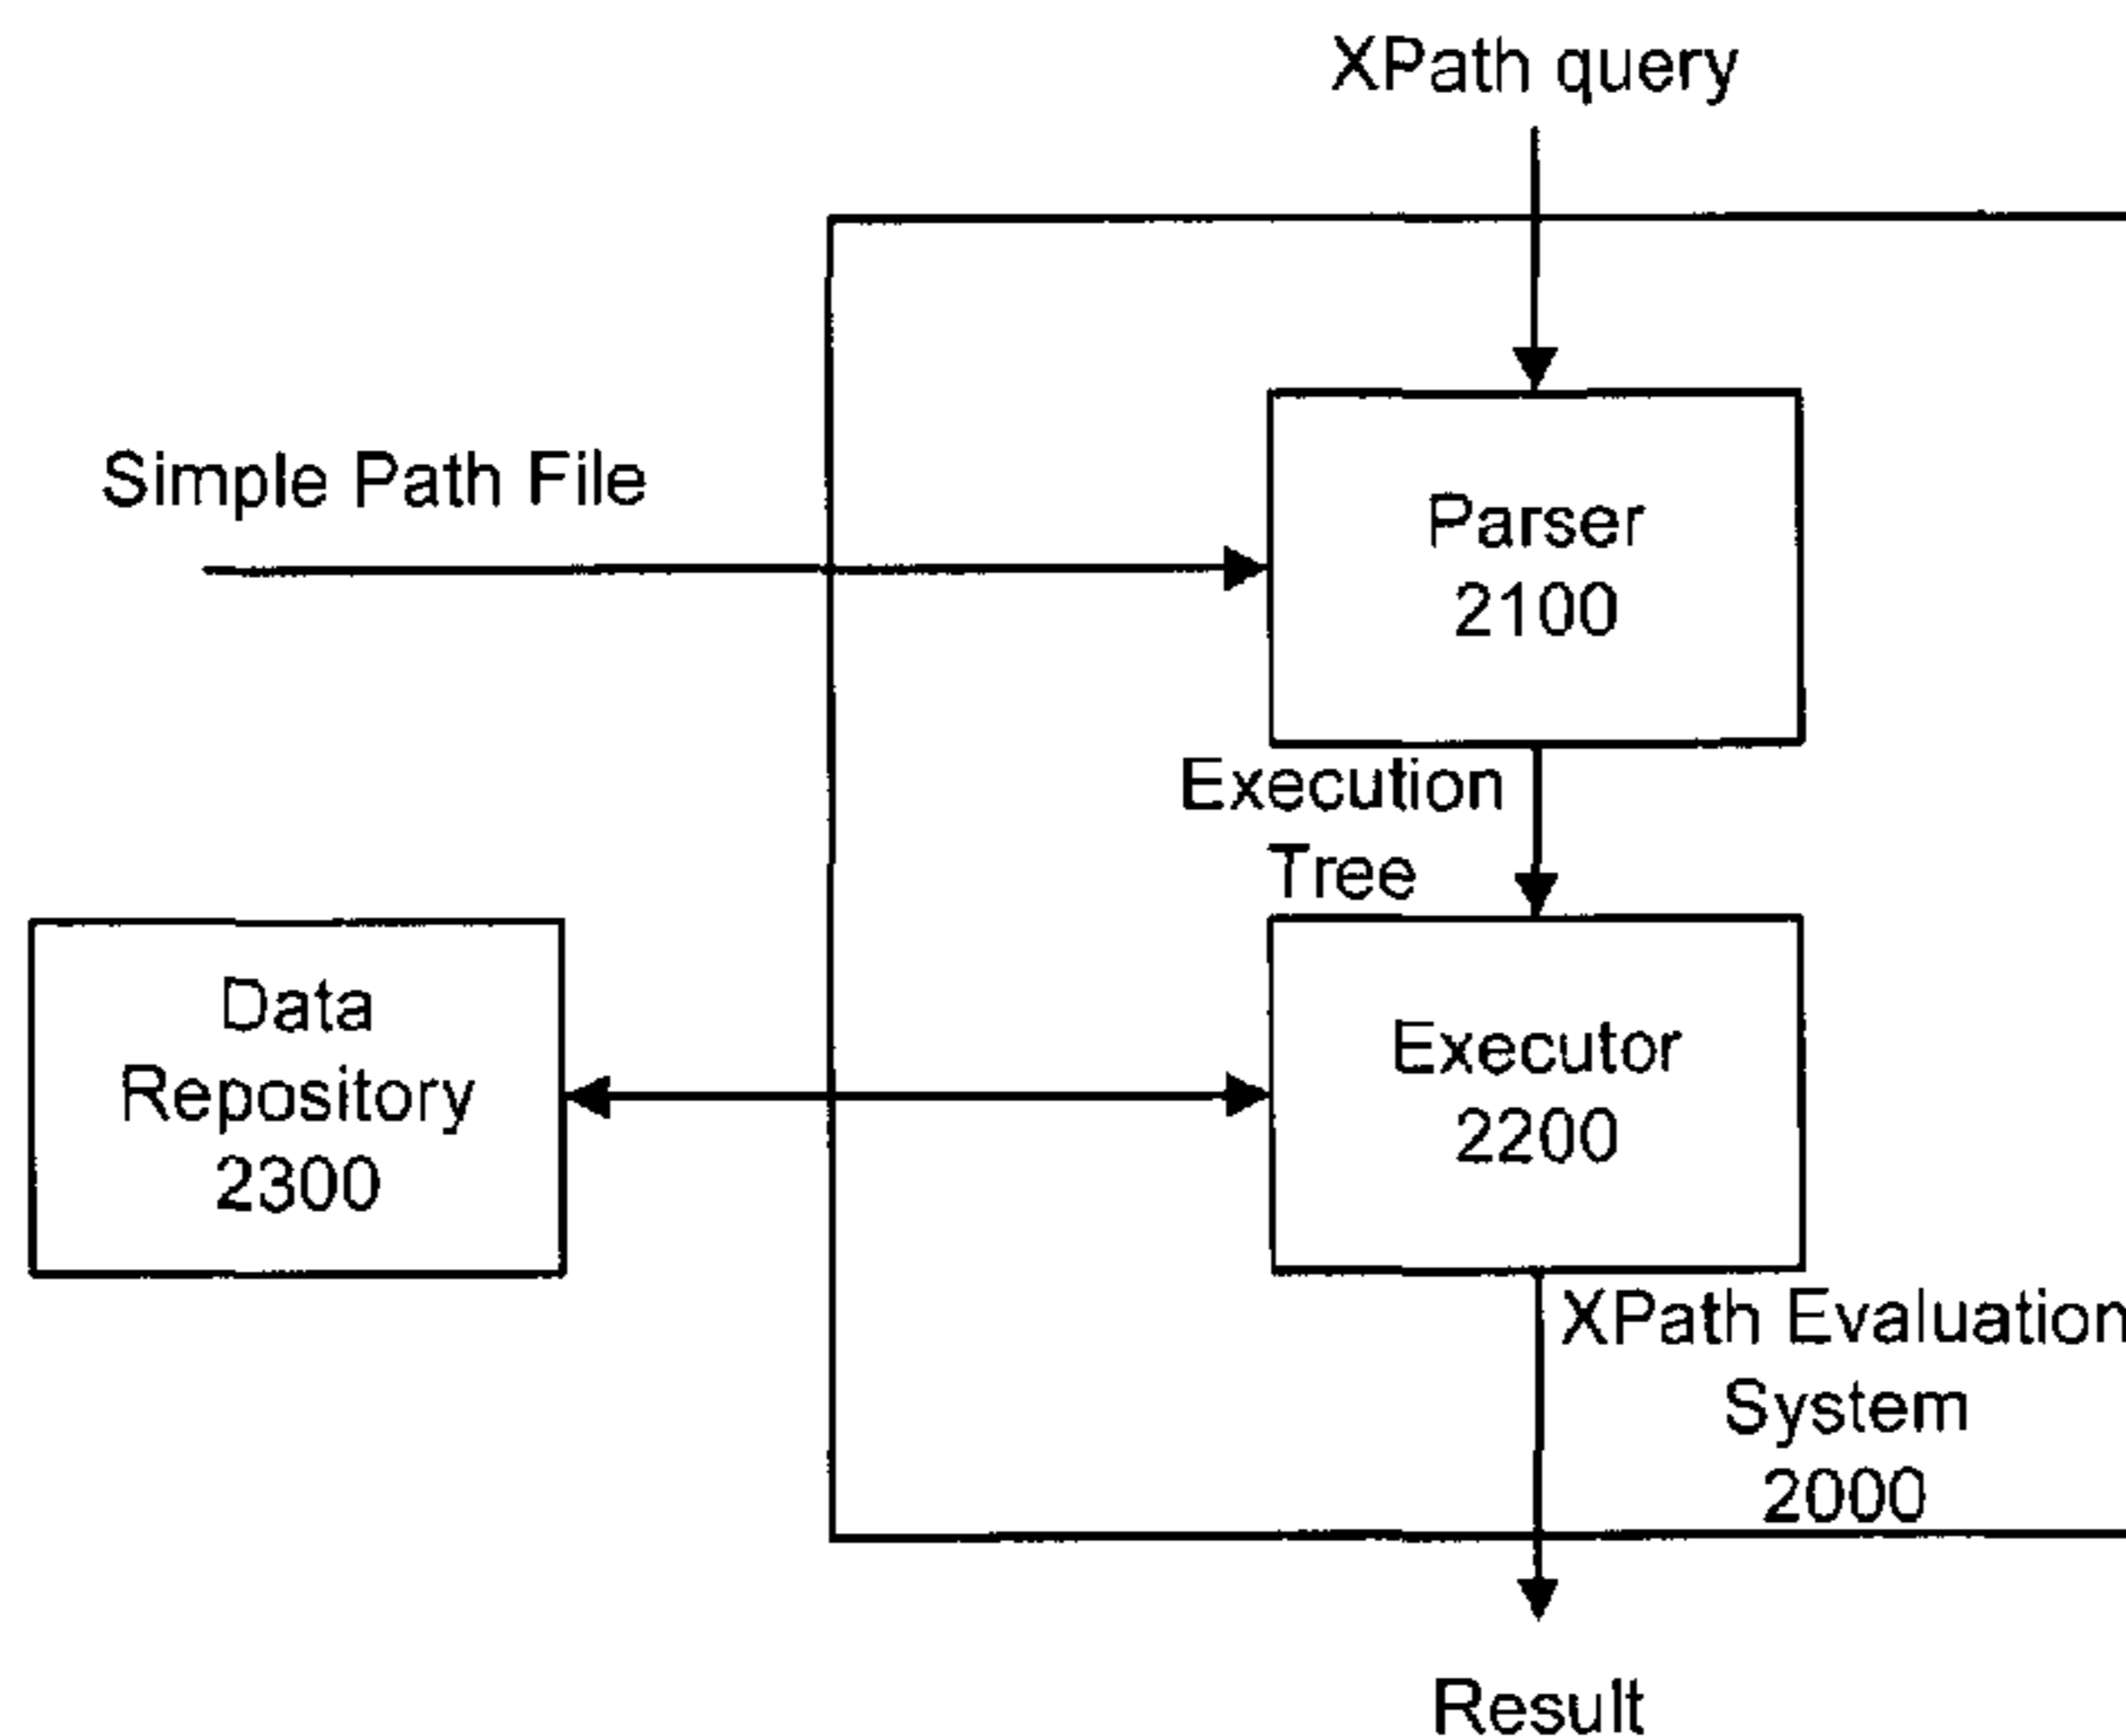 XPath query
Simple Path File
Parser
2100
Execution
Tree
Data
Repository
2300
Executor
2200
XPath Evaluation
System
2000
Result